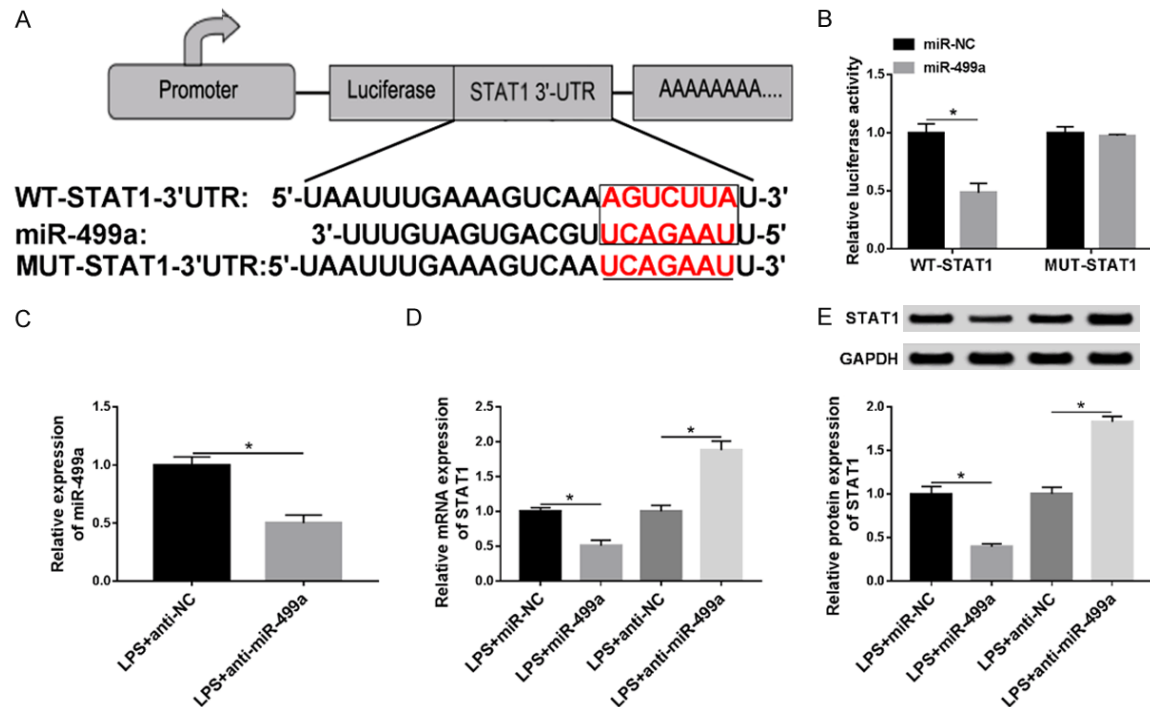 A
Promoter
Luciferase
STAT1 3'-UTR
AAAAAAAA....
WT-STAT1-3'UTR: 5'-UAAUUUGAAAGUCAAAGUCUUAU-3'
miR-499a: 3'-UUUGUAGUGACGUUCAGAAUU-5'
MUT-STAT1-3'UTR:5'-UAAUUUGAAAGUCAAUCAGAAUU-3'
B
miR-NC
miR-499a
Relative luciferase activity
1.5
1.0
0.5
0.0
*
WT-STAT1
MUT-STAT1
C
Relative expression
of miR-499a
1.5
1.0
0.5
0.0
*
LPS+anti-NC
LPS+anti-miR-499a
D
Relative mRNA expression
of STAT1
2.5
2.0
1.5
1.0
0.5
0.0
*
*
LPS+miR-NC
LPS+miR-499a
LPS+anti-NC
LPS+anti-miR-499a
E
STAT1
GAPDH
Relative protein expression
of STAT1
2.0
1.5
1.0
0.5
0.0
*
*
LPS+miR-NC
LPS+miR-499a
LPS+anti-NC
LPS+anti-miR-499a